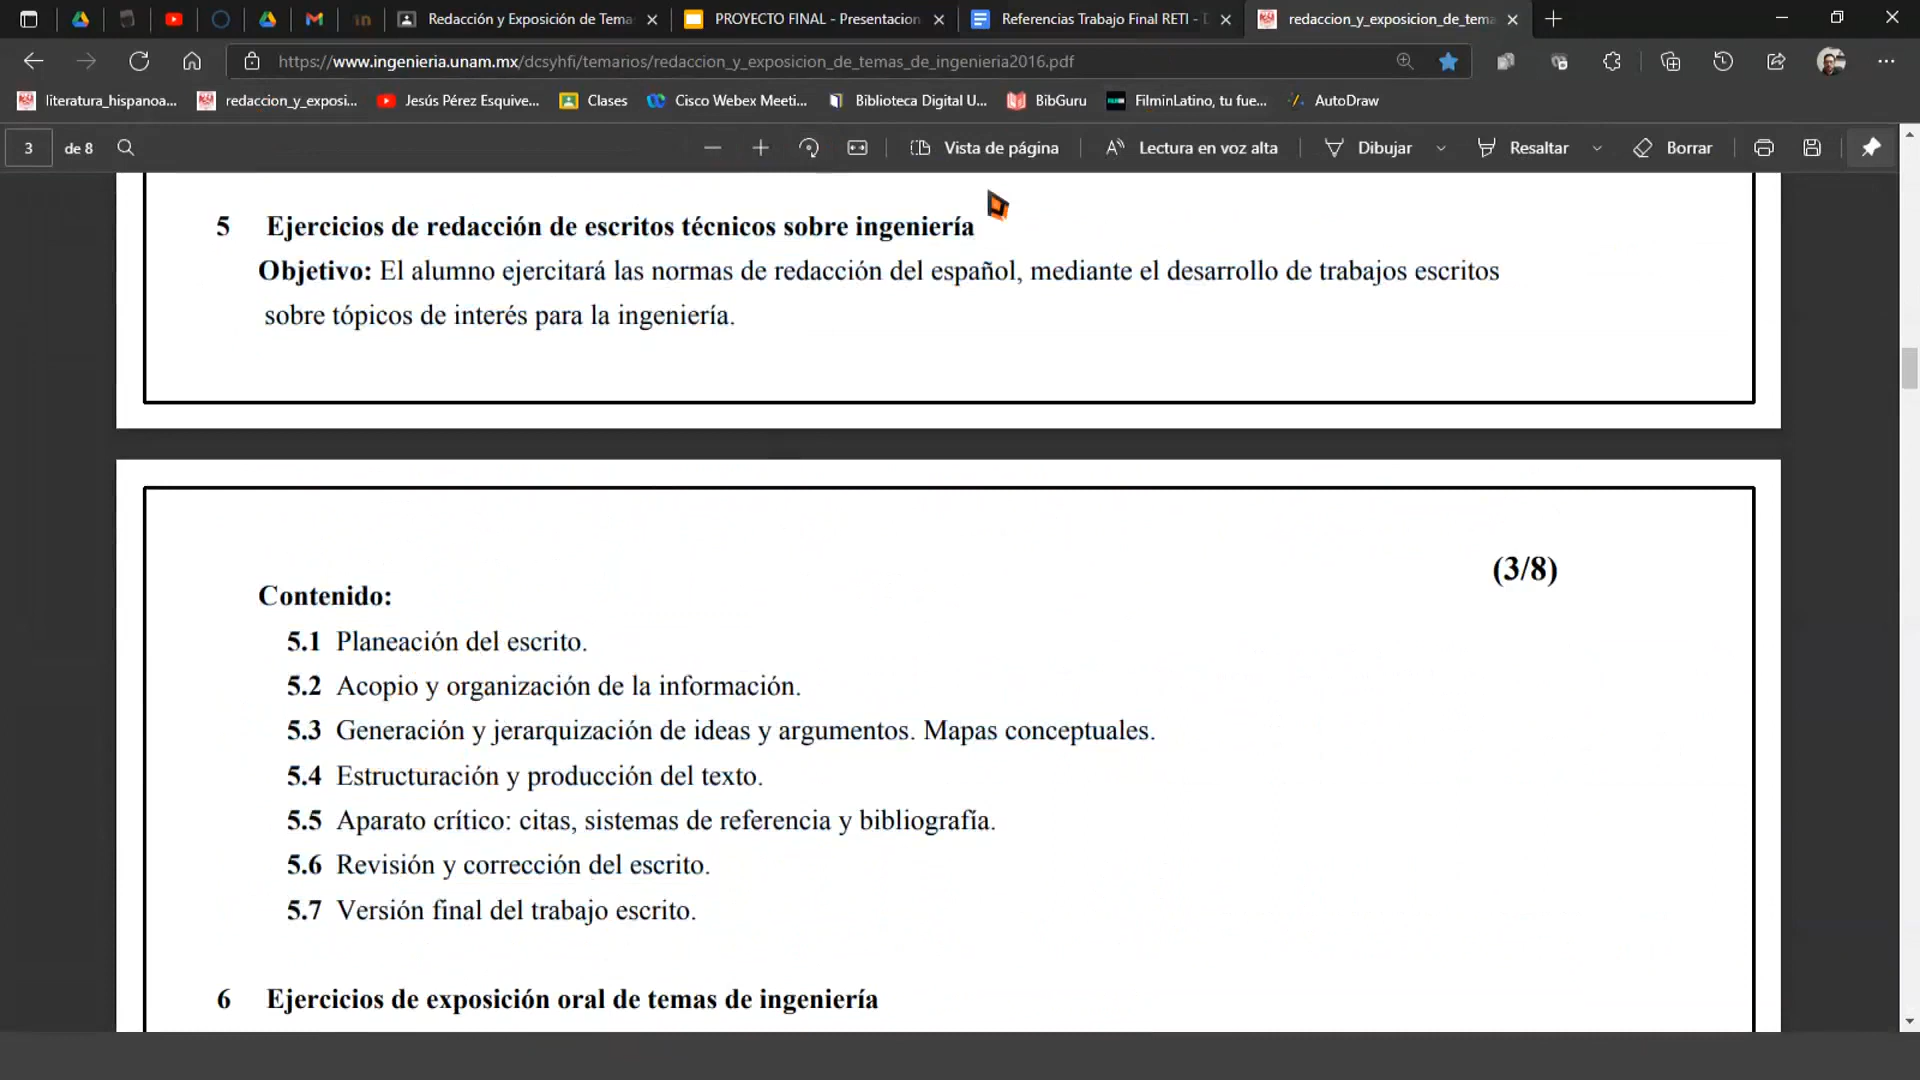 Redacción y Exposición de Tema
PROYECTO FINAL - Presentacion
Referencias Trabajo Final RETI - D
redaccion_y_exposicion_de_tema
https://www.ingenieria.unam.mx/dcsyhfi/temarios/redaccion_y_exposicion_de_temas_de_ingenieria2016.pdf
literatura_hispanoa...
redaccion_y_exposi...
Jesús Pérez Esquive...
Clases
Cisco Webex Meeti...
Biblioteca Digital U...
BibGuru
FilminLatino, tu fue...
AutoDraw
3 de 8
Vista de página
Lectura en voz alta
Dibujar
Resaltar
Borrar
5 Ejercicios de redacción de escritos técnicos sobre ingeniería
Objetivo: El alumno ejercitará las normas de redacción del español, mediante el desarrollo de trabajos escritos
sobre tópicos de interés para la ingeniería.
(3/8)
Contenido:
5.1 Planeación del escrito.
5.2 Acopio y organización de la información.
5.3 Generación y jerarquización de ideas y argumentos. Mapas conceptuales.
5.4 Estructuración y producción del texto.
5.5 Aparato crítico: citas, sistemas de referencia y bibliografía.
5.6 Revisión y corrección del escrito.
5.7 Versión final del trabajo escrito.
6 Ejercicios de exposición oral de temas de ingeniería